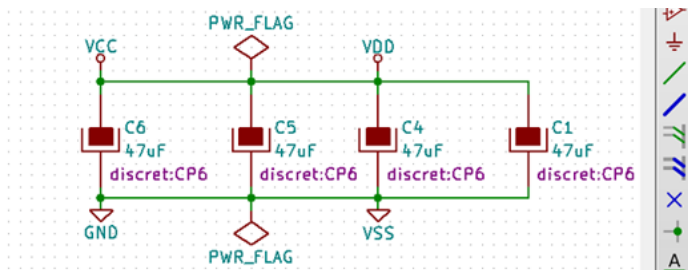 PWR_FLAG
VCC
VDD
C6
47uF
discret:CP6
C5
47uF
discret:CP6
C4
47uF
discret:CP6
C1
47uF
discret:CP6
GND
VSS
PWR_FLAG
A